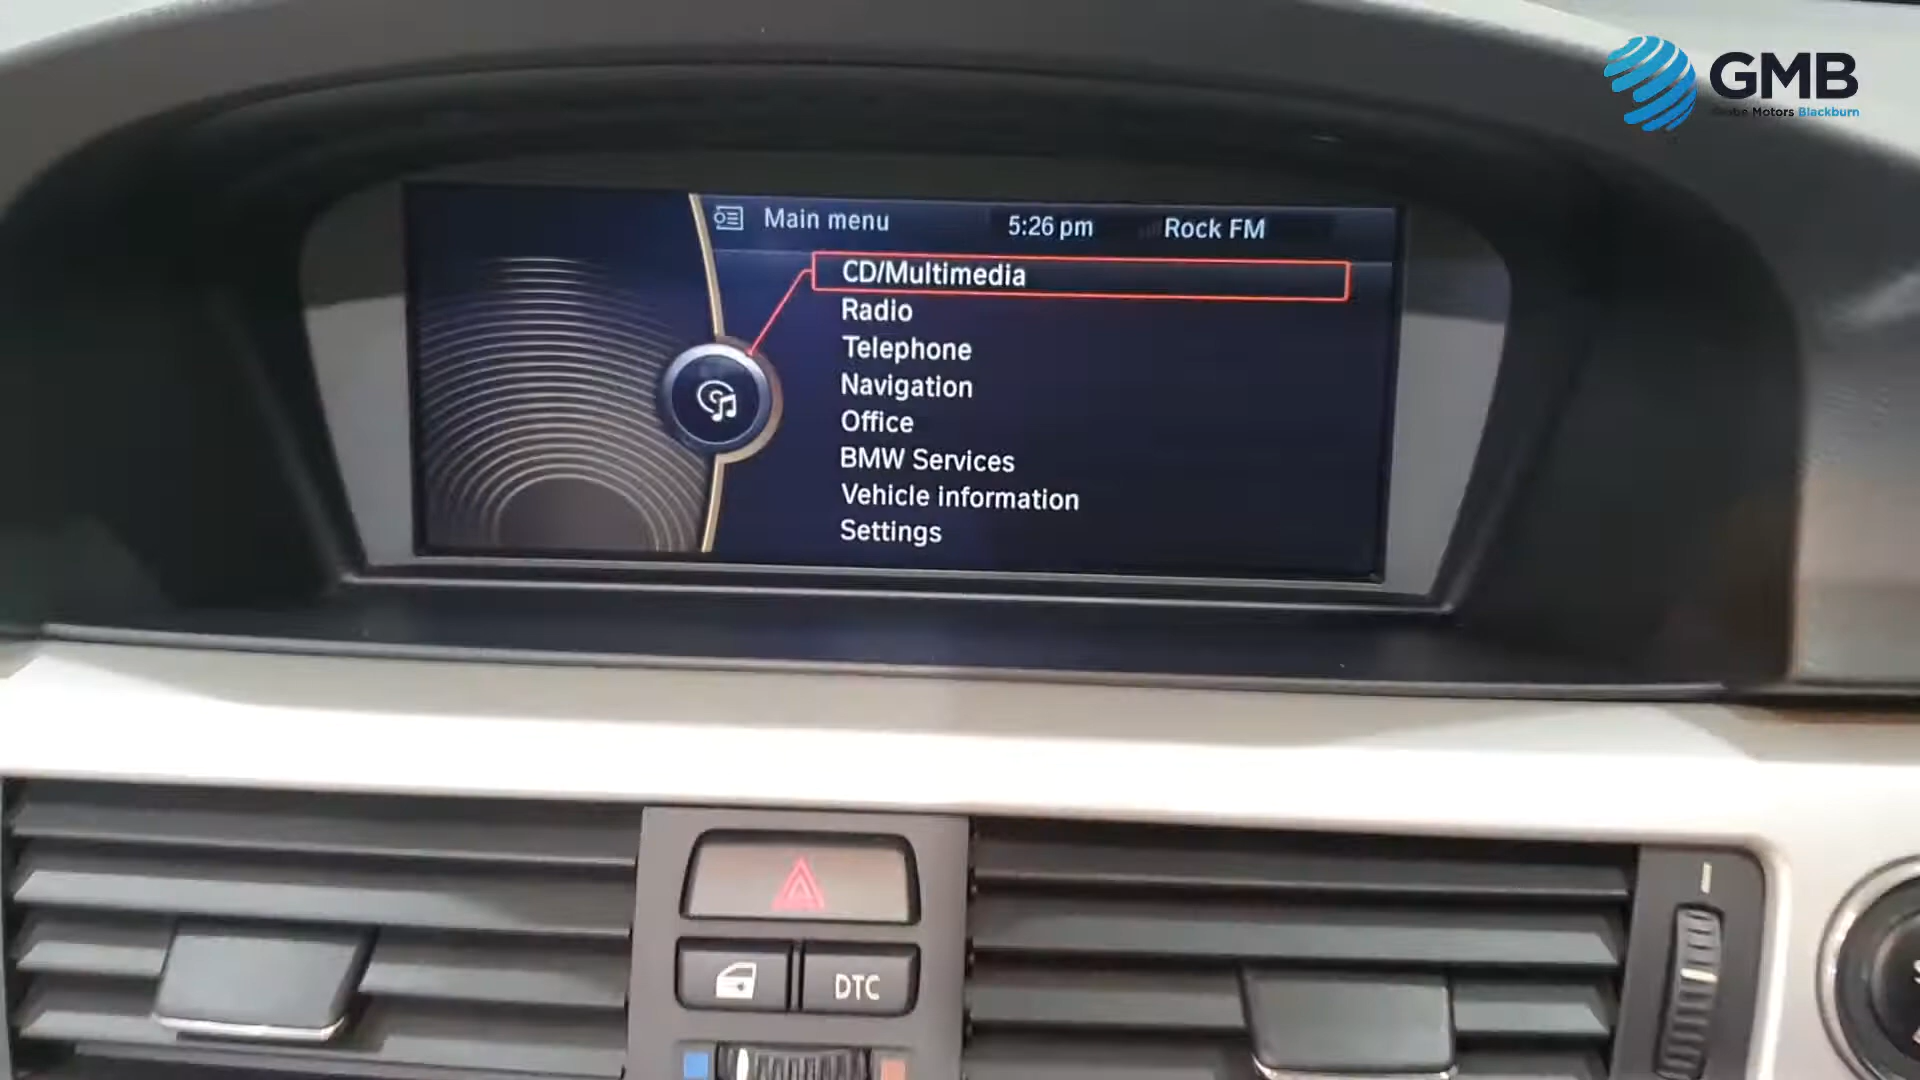 GMB
Globe Motors Blackburn
Main menu
5:26 pm
Rock FM
CD/Multimedia
Radio
Telephone
Navigation
Office
BMW Services
Vehicle information
Settings
DTC